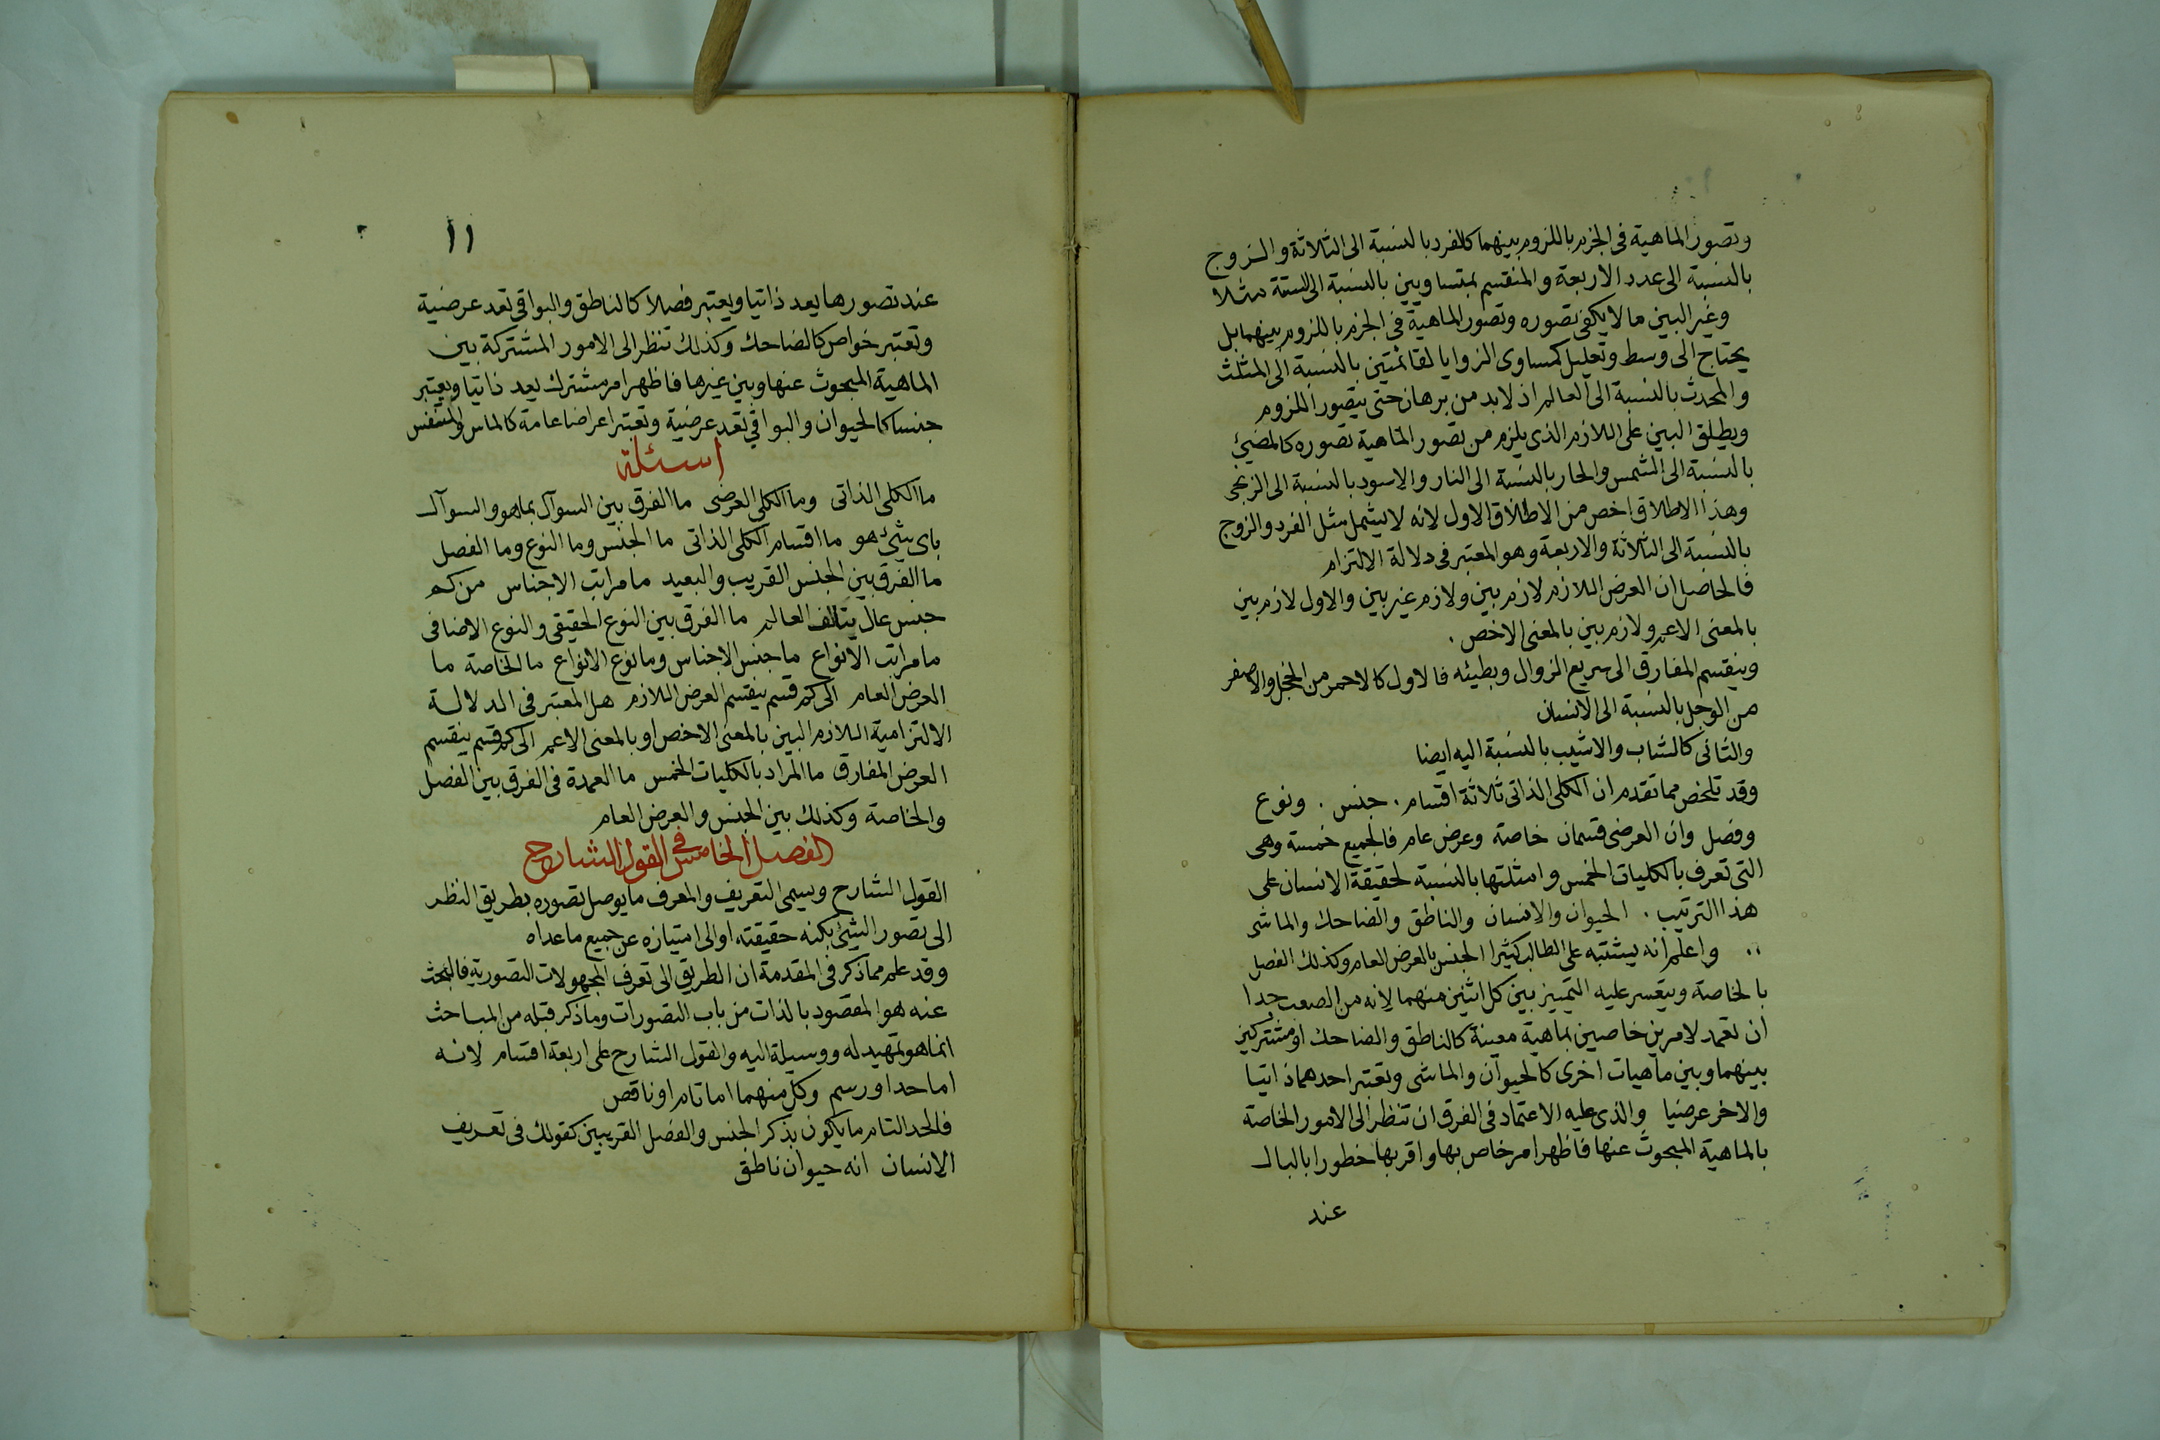 وتصور الماهية فى الجزم باللزوم بينهما كالفرد بالنسبة الى الثلاثة والزوج
بالنسبة الى عدد الاربعة والمنقسم بمتساويين بالنسبة الى الستة مثلا
وغير البين ما لا يكفى تصوره وتصور الماهية فى الجزم باللزوم بينهما بل
يحتاج الى وسط وتعليل كمساوى الزوايا لقائمتين بالنسبة الى المثلث
والمحدث بالنسبة الى العالم اذ لابد من برهان حتى يتصور اللزوم
ويطلق البين على اللازم الذى يلزم من تصور الماهية تصوره كالمضيئ
بالنسبة الى الشمس والحار بالنسبة الى النار والاسود بالنسبة الى الزنجى
وهذا الاطلاق اخص من الاطلاق الاول لانه لا يشمل مثل الفرد والزوج
بالنسبة الى الثلاثة والاربعة وهو المعتبر فى دلالة الالتزام
فالحاصل ان العرض اللازم لازم بين ولازم غير بين والاول لازم بين
بالمعنى الاعم ولازم بين بالمعنى الاخص .
وينقسم المفارق الى سريع الزوال وبطيئه فالاول كالاحمر من الخجل والاصفر
من الوجل بالنسبة الى الانسان
والثانى كالشاب والاشيب بالنسبة اليه ايضا
وقد تلخص مما تقدم ان الكلى الذاتى ثلاثة اقسام . جنس . ونوع
وفصل وان العرضى قسمان خاصة وعرض عام فالجميع خمسة وهى
التى تعرف بالكليات الخمس وامثلتها بالنسبة لحقيقة الانسان على
هذا الترتيب . الحيوان والانسان والناطق والضاحك والماشى
.. واعلم انه يشتبه على الطالب كثيرا الجنس بالعرض العام وكذلك الفصل
بالخاصة ويتعسر عليه التمييز بين كل اثنين منهما لانه من الصعب جدا
ان تعمد لامرين خاصين بماهية معينة كالناطق والضاحك او مشتركين
بينهما وبين ماهيات اخرى كالحيوان والماشى وتعتبر احدهما ذاتيا
والاخر عرضيا والذى عليه الاعتماد فى الفرق ان تنظر الى الامور الخاصة
بالماهية المبحوث عنها فاظهر امر خاص بها واقربها خطورا بالبال
عند
١١
عند تصورها يعد ذاتيا ويعتبر فصلا كالناطق والبواقى تعد عرضية
وتعتبر خواص كالضاحك وكذلك تنظر الى الامور المشتركة بين
الماهية المبحوث عنها وبين غيرها فاظهر امر مشترك يعد ذاتيا ويعتبر
جنسا كالحيوان والبواقى تعد عرضية وتعتبر اعراضا عامة كالماس والمتنفس
اسئلة
ما الكلى الذاتى وما الكلى العرضى ما الفرق بين السوآل بما هو والسوآل
باى شيئ هو ما اقسام الكلى الذاتى ما الجنس وما النوع وما الفصل
ما الفرق بين الجنس القريب والبعيد ما مراتب الاجناس من كم
جنس عال يتألف العالم ما الفرق بين النوع الحقيقى والنوع الاضافى
ما مراتب الانواع ما جنس الاجناس وما نوع الانواع ما الخاصة ما
العرض العام الى كم قسم ينقسم العرض اللازم هل المعتبر فى الدلالة
الالتزامية اللازم البين بالمعنى الاخص او بالمعنى الاعم الى كم قسم ينقسم
العرض المفارق ما المراد بالكليات الخمس ما العمدة فى الفرق بين الفصل
والخاصة وكذلك بين الجنس والعرض العام
الفصل الخامس فى القول الشارح
القول الشارح ويسمى التعريف والمعرف ما يوصل تصوره بطريق النظر
الى تصور الشيئ بكنه حقيقته او الى امتيازه عن جميع ما عداه
وقد علم مما ذكر فى المقدمة ان الطريق الى تعرف المجهولات التصورية فالبحث
عنه هو المقصود بالذات من باب التصورات وما ذكر قبله من المباحث
انما هو تمهيد له ووسيلة اليه والقول الشارح على اربعة اقسام لانه
اما حد او رسم وكل منهما اما تام او ناقص
فالحد التام ما يكون بذكر الجنس والفصل القريبين كقولك فى تعريف
الانسان انه حيوان ناطق